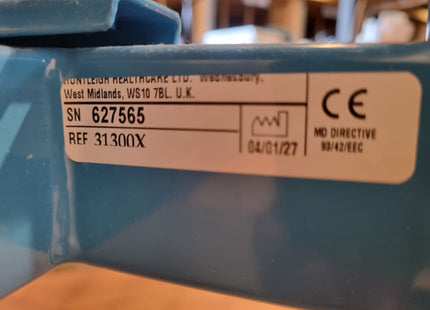 HUNTLEIGH HEALTHCARE LTD. Wednesbury,
West Midlands, WS10 7BL. U.K.
SN 627565
REF 31300X
04/01/27
CE
MD DIRECTIVE
93/42/EEC